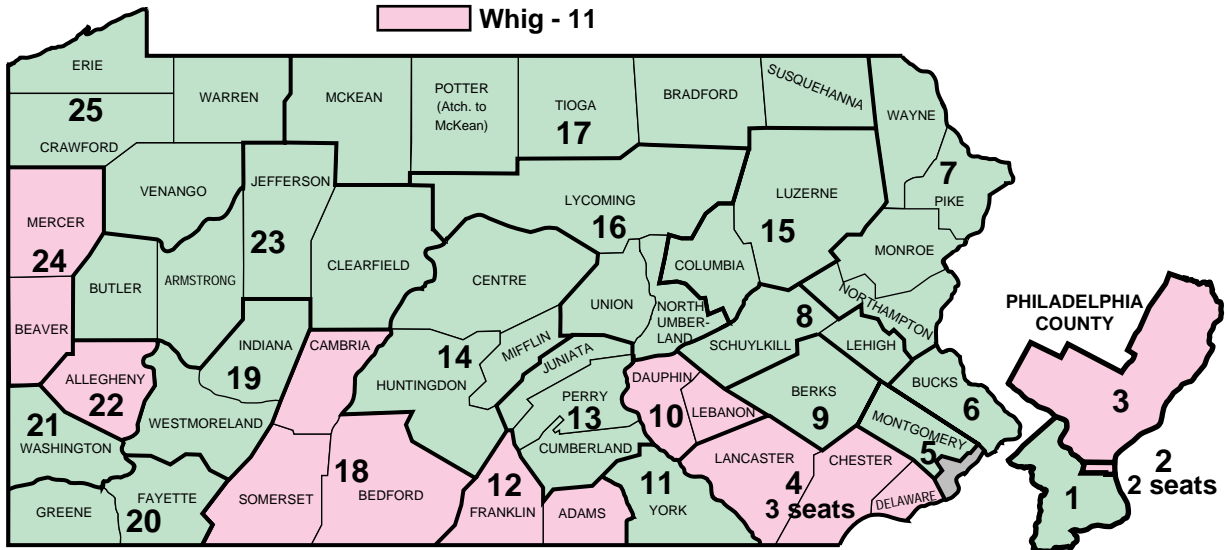 Whig - 11
ERIE
25
CRAWFORD
WARREN
MCKEAN
POTTER
(Atch. to
McKean)
TIOGA
17
BRADFORD
SUSQUEHANNA
WAYNE
7
PIKE
MERCER
24
VENANGO
JEFFERSON
23
LYCOMING
16
LUZERNE
15
MONROE
BEAVER
BUTLER
ARMSTRONG
CLEARFIELD
CENTRE
COLUMBIA
UNION
NORTH
UMBER-
LAND
NORTHAMPTON
8
SCHUYLKILL
LEHIGH
PHILADELPHIA
COUNTY
ALLEGHENY
22
INDIANA
19
CAMBRIA
14
HUNTINGDON
MIFFLIN
JUNIATA
PERRY
13
CUMBERLAND
DAUPHIN
10
LEBANON
BERKS
9
BUCKS
6
MONTGOMERY
5
3
21
WASHINGTON
WESTMORELAND
18
BEDFORD
SOMERSET
12
FRANKLIN
ADAMS
11
YORK
LANCASTER
4
3 seats
CHESTER
DELAWARE
2
2 seats
1
GREENE
FAYETTE
20